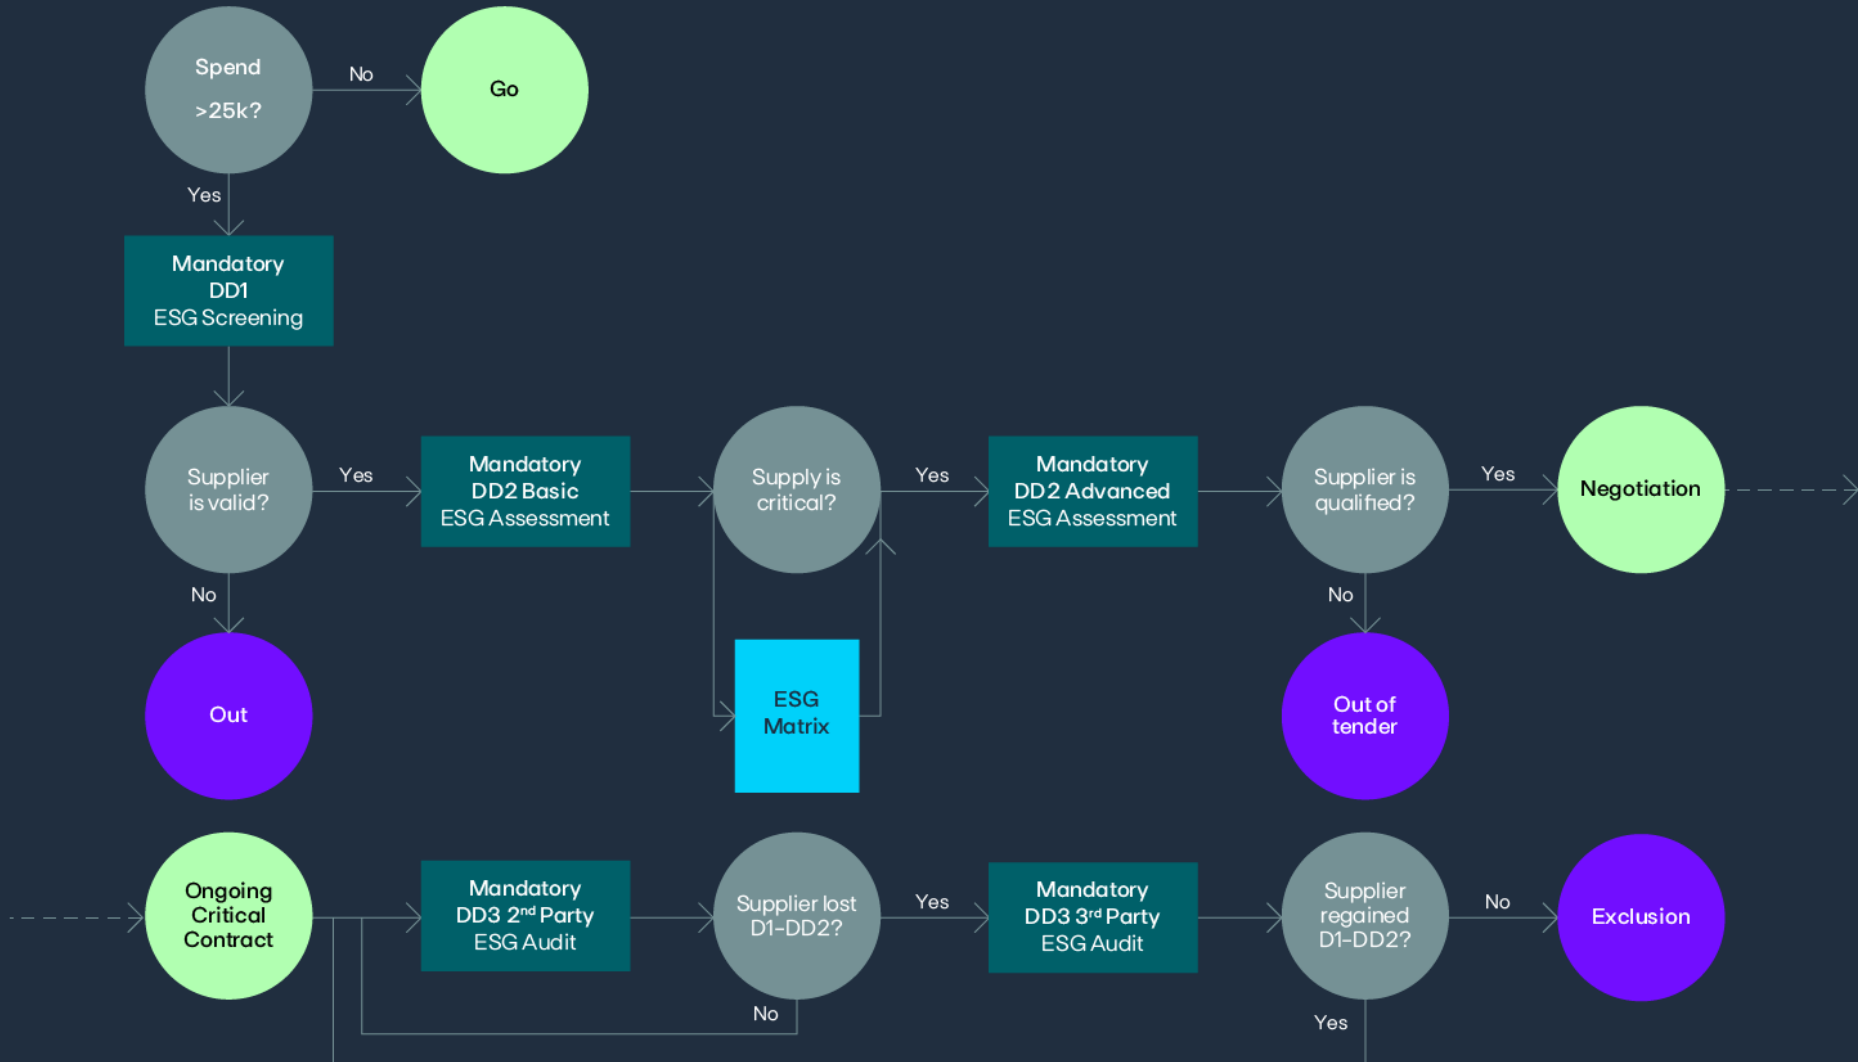 Spend
>25k?
No
Go
Yes
Mandatory
DD1
ESG Screening
Supplier
is valid?
Yes
Mandatory
DD2 Basic
ESG Assessment
Supply is
critical?
Yes
Mandatory
DD2 Advanced
ESG Assessment
Supplier is
qualified?
Yes
Negotiation
No
Out
ESG
Matrix
No
Out of
tender
Ongoing
Critical
Contract
Mandatory
DD3 2nd Party
ESG Audit
Supplier lost
D1-DD2?
Yes
Mandatory
DD3 3rd Party
ESG Audit
Supplier
regained
D1-DD2?
No
Exclusion
No
Yes